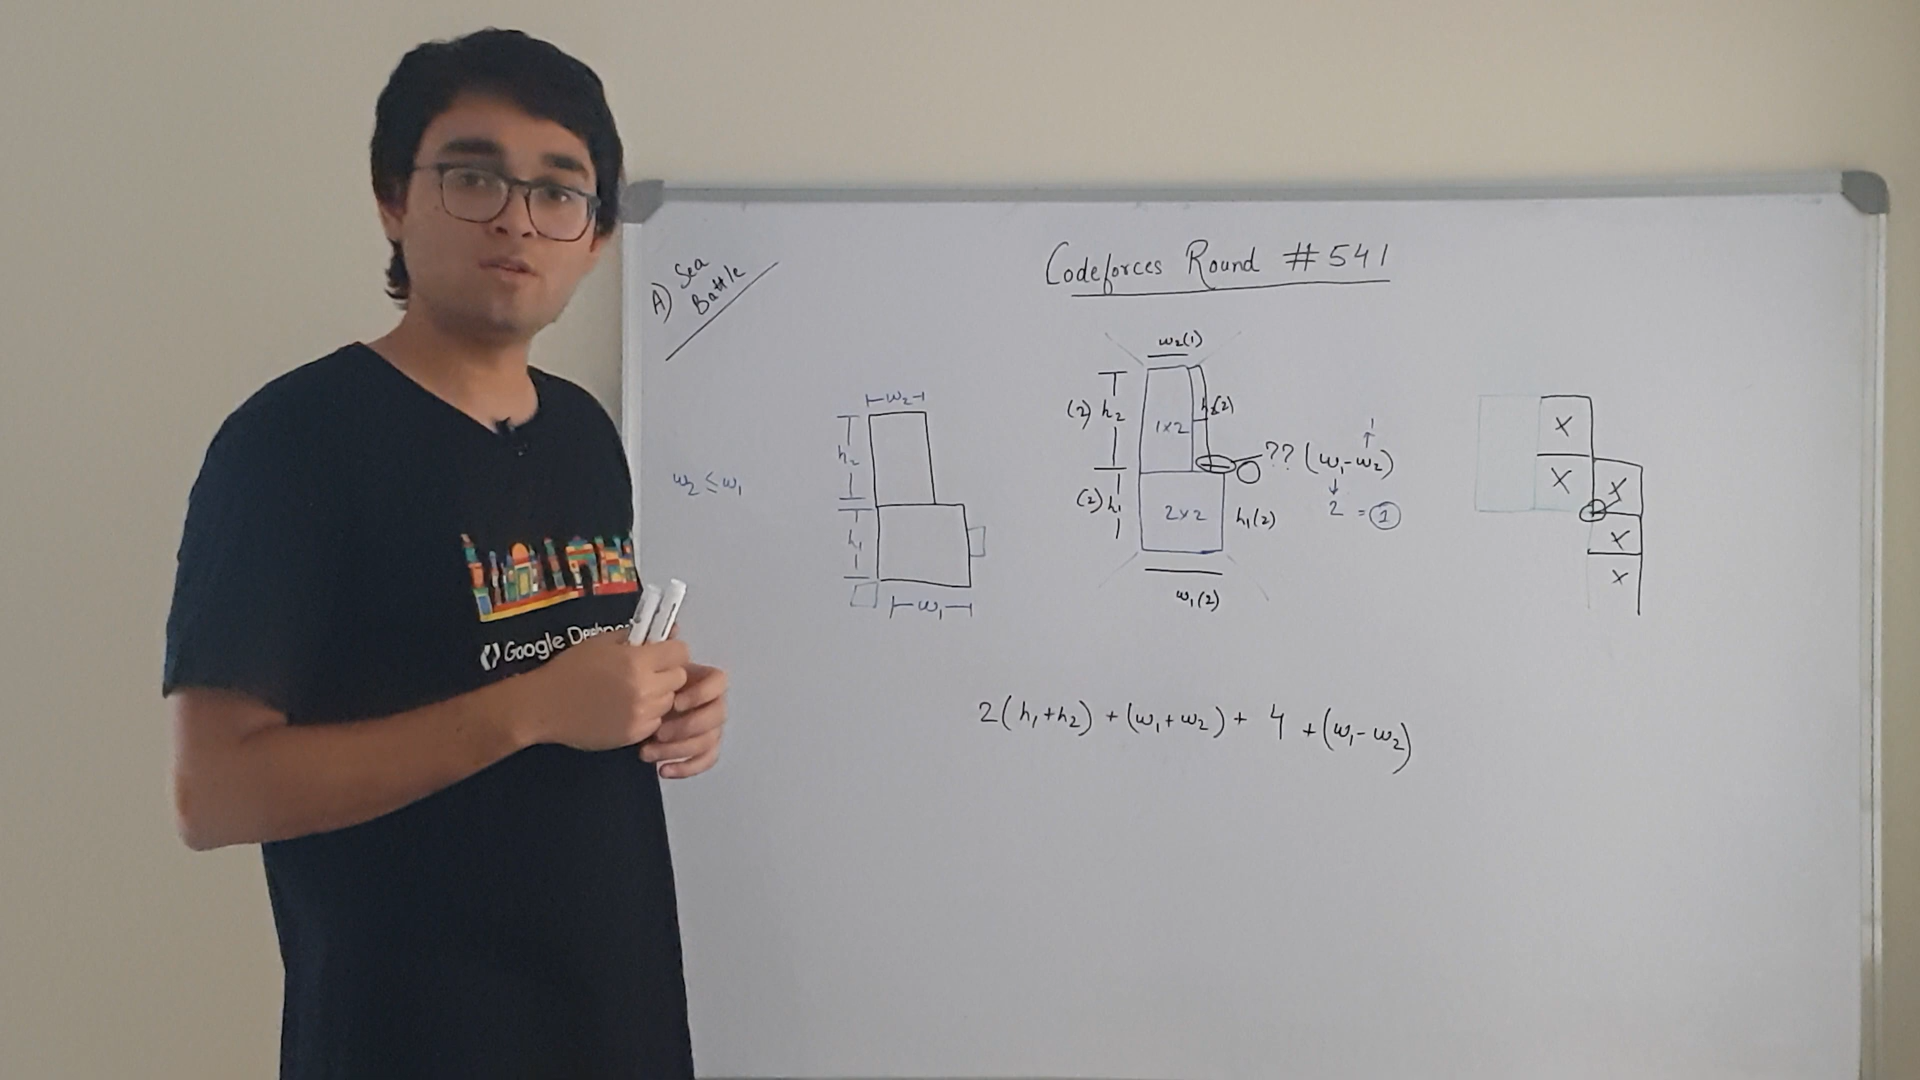 Codeforces Round #541
A) Sea
Battle
w₂ ≤ w₁
w₂
h₂
h₁
w₁
w₂(1)
(2) h₂
1x2
h₂(2)
?? (w₁-w₂)
1
2 = 1
(2) h₁
2x2
h₁(2)
w₁(2)
X
X
X
X
X
2(h₁+h₂) + (w₁+w₂) + 4 + (w₁-w₂)
Google